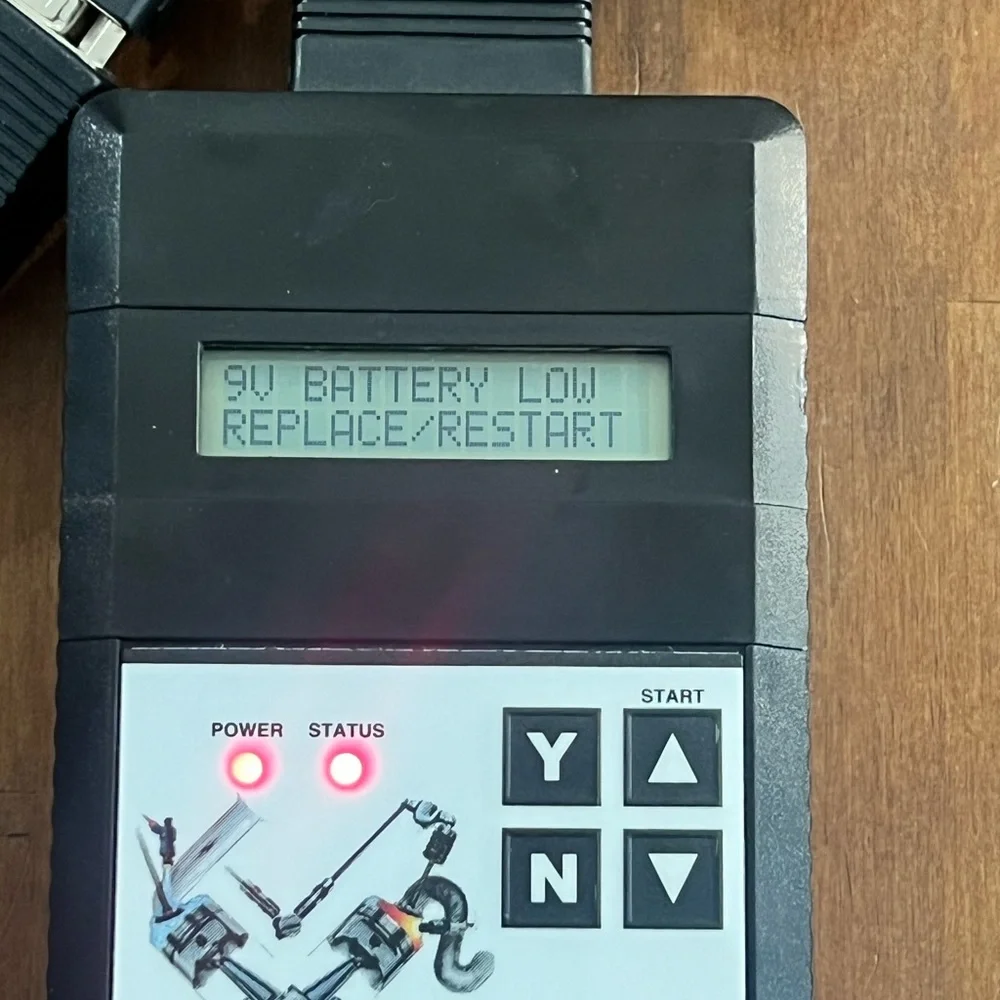 9V BATTERY LOW
REPLACE/RESTART
START
POWER STATUS
Y
N